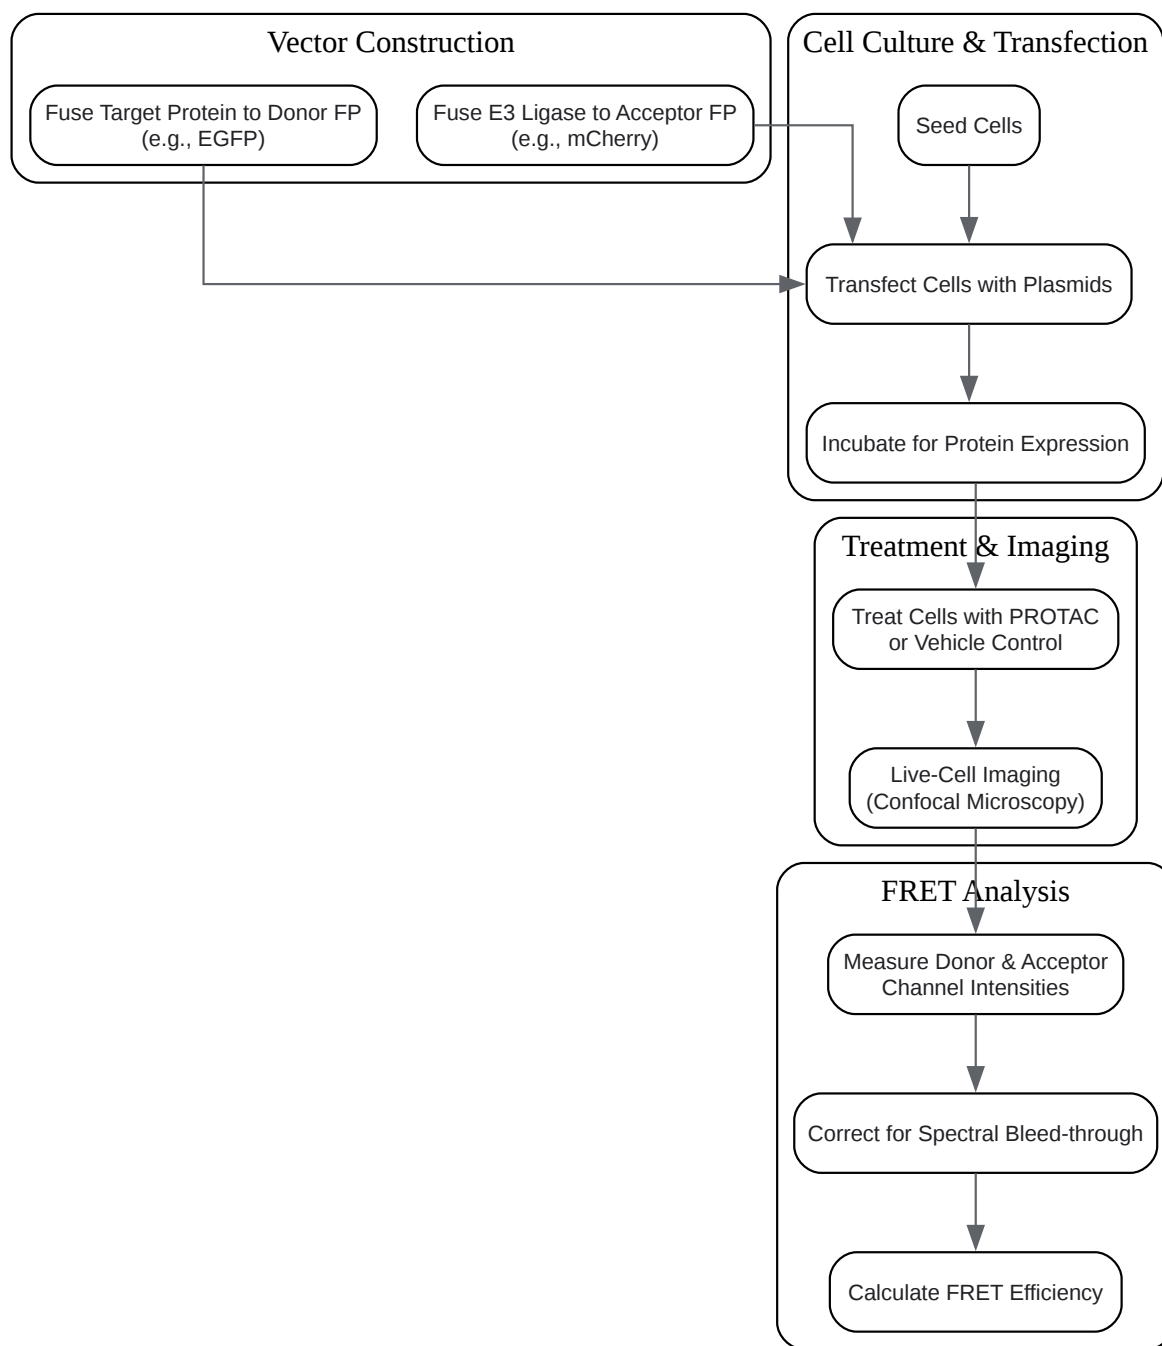 Vector Construction
Fuse Target Protein to Donor FP
(e.g., EGFP)
Fuse E3 Ligase to Acceptor FP
(e.g., mCherry)
Cell Culture & Transfection
Seed Cells
Transfect Cells with Plasmids
Incubate for Protein Expression
Treatment & Imaging
Treat Cells with PROTAC
or Vehicle Control
Live-Cell Imaging
(Confocal Microscopy)
FRET Analysis
Measure Donor & Acceptor
Channel Intensities
Correct for Spectral Bleed-through
Calculate FRET Efficiency